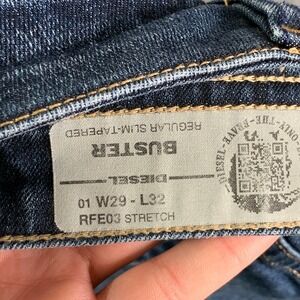 REGULAR SLIM-TAPERED
BUSTER
DIESEL
01 W29 - L32
RFE03 STRETCH